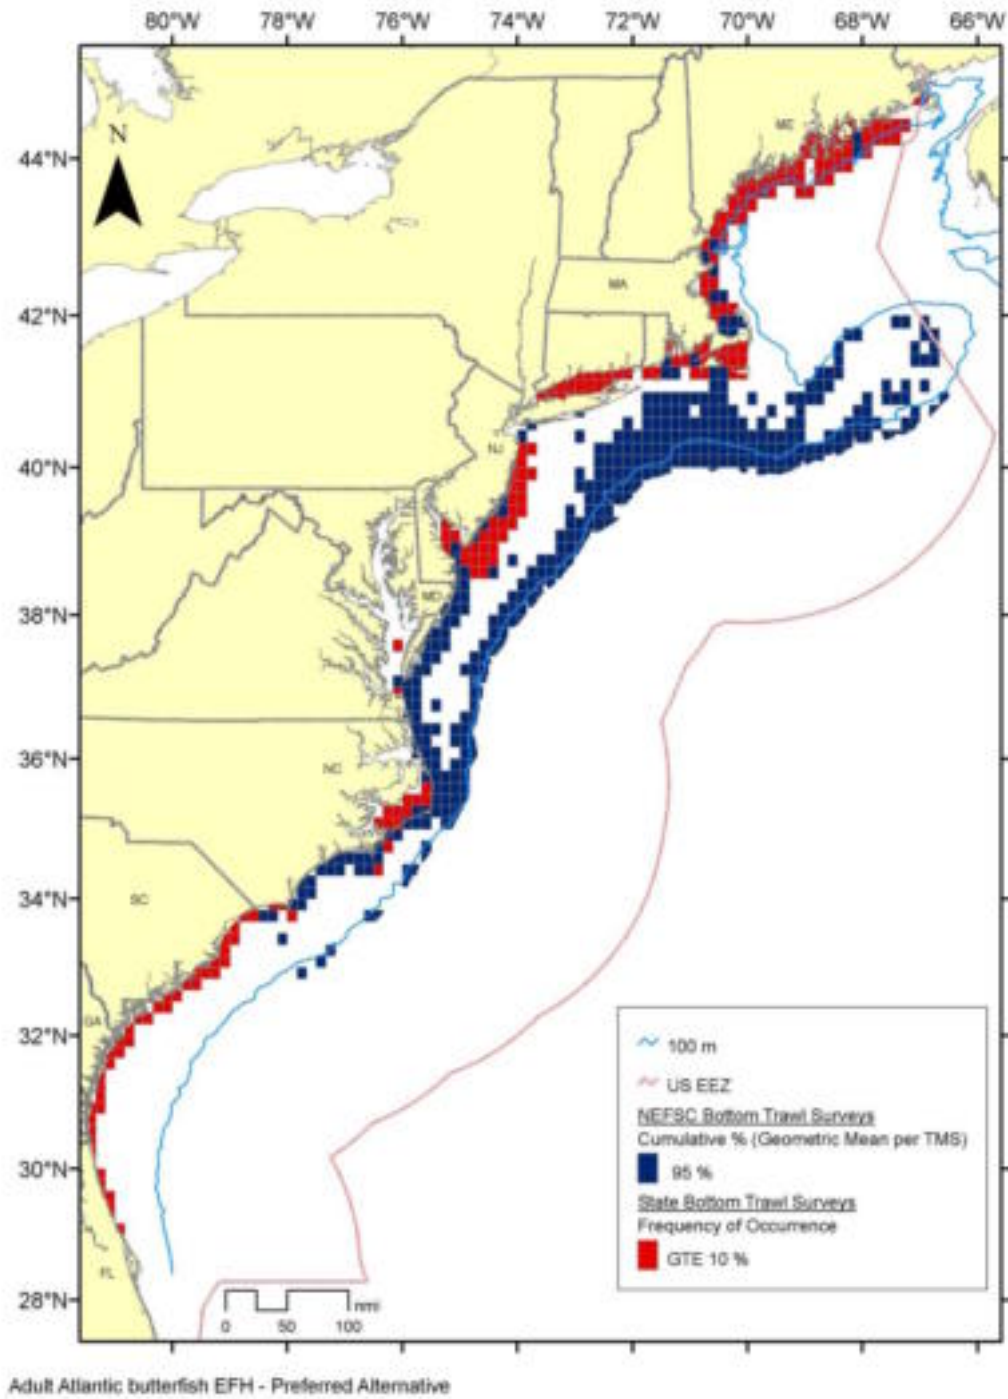 80°W 78°W 76°W 74°W 72°W 70°W 68°W 66°W
44°N
42°N
40°N
38°N
36°N
34°N
32°N
30°N
28°N
N
ME
MA
NJ
MD
NC
SC
GA
FL
100 m
US EEZ
NEFSC Bottom Trawl Surveys
Cumulative % (Geometric Mean per TMS)
95 %
State Bottom Trawl Surveys
Frequency of Occurrence
GTE 10 %
nmi
0 50 100
Adult Atlantic butterfish EFH - Preferred Alternative